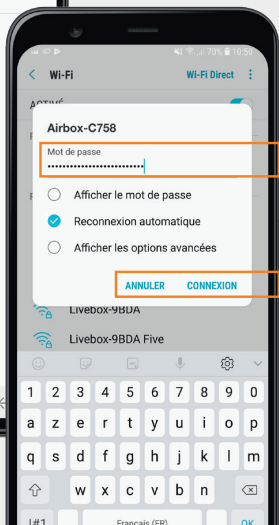 70% 10:50
Wi-Fi Wi-Fi Direct
ACTIVÉ
Airbox-C758
Mot de passe
Afficher le mot de passe
Reconnexion automatique
Afficher les options avancées
ANNULER CONNEXION
Livebox-9BDA
Livebox-9BDA Five
1 2 3 4 5 6 7 8 9 0
a z e r t y u i o p
q s d f g h j k l m
w x c v b n
!#1 Français (FR) OK